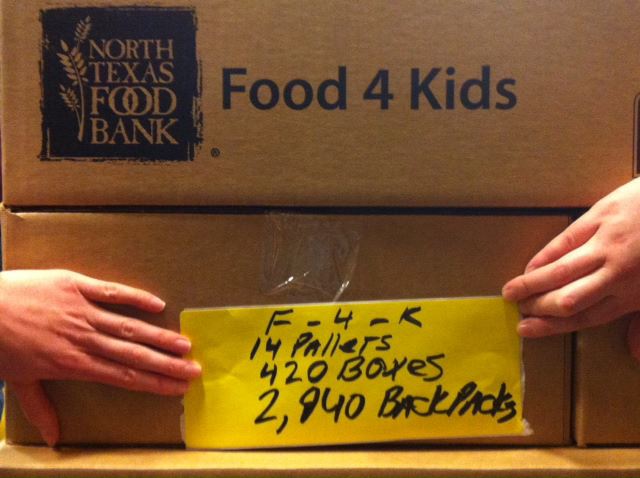 NORTH
TEXAS
FOOD
BANK
®
Food 4 Kids
F-4-K
14 Pallets
420 Boxes
2,940 BackPacks